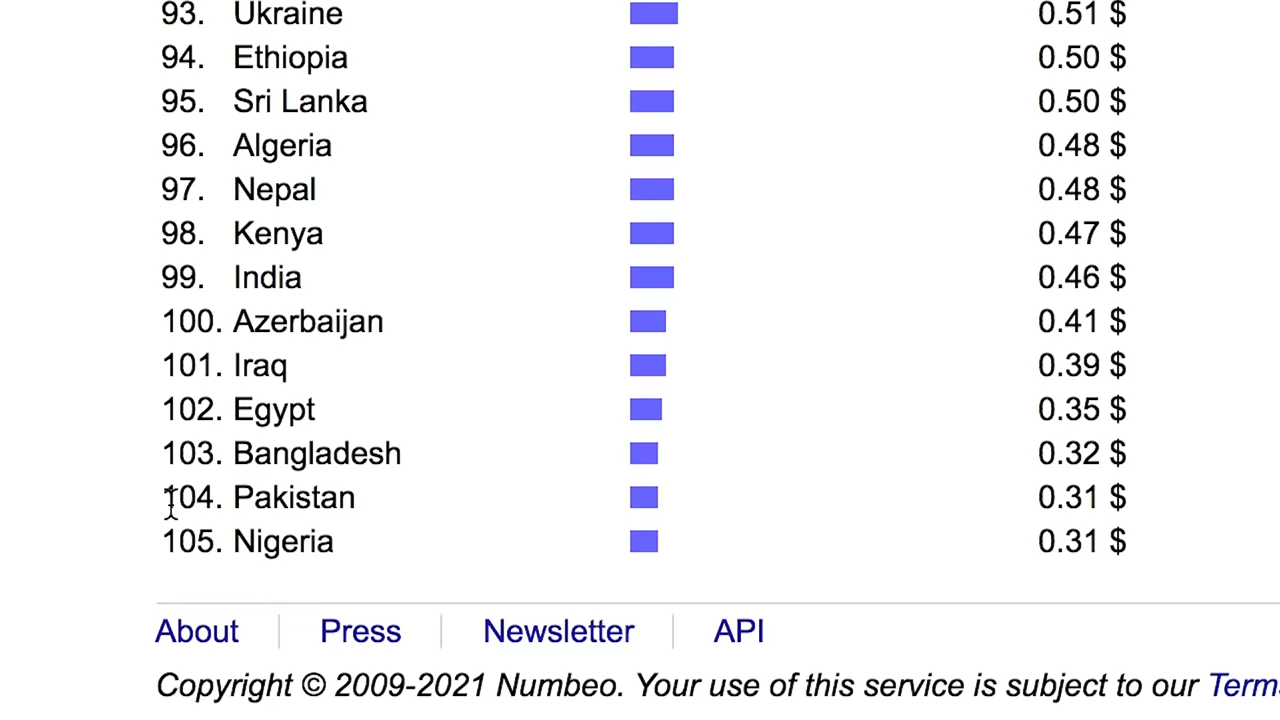 93. Ukraine 0.51 $
94. Ethiopia 0.50 $
95. Sri Lanka 0.50 $
96. Algeria 0.48 $
97. Nepal 0.48 $
98. Kenya 0.47 $
99. India 0.46 $
100. Azerbaijan 0.41 $
101. Iraq 0.39 $
102. Egypt 0.35 $
103. Bangladesh 0.32 $
104. Pakistan 0.31 $
105. Nigeria 0.31 $
About Press Newsletter API
Copyright © 2009-2021 Numbeo. Your use of this service is subject to our Term